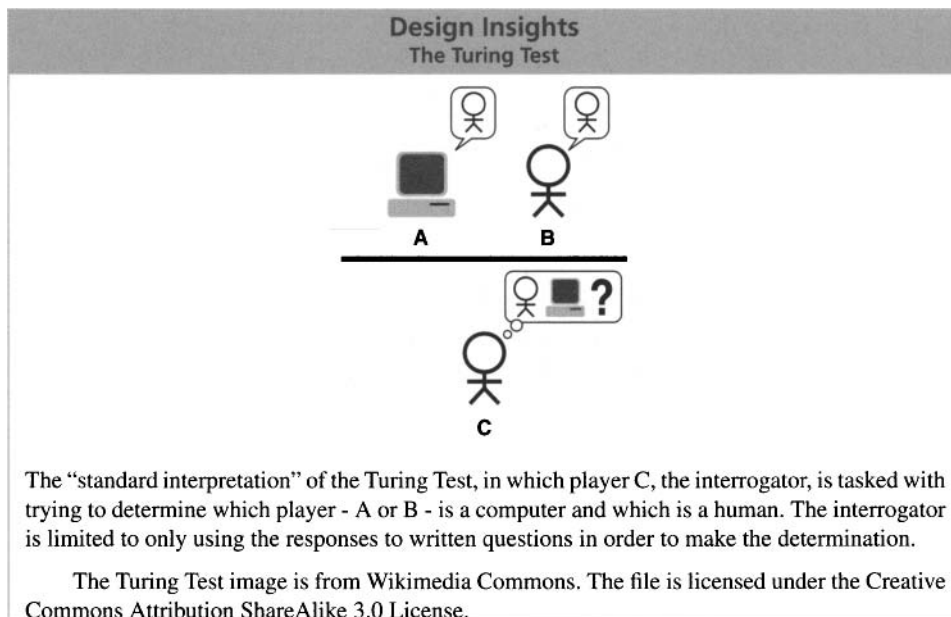 Design Insights
The Turing Test
A B
?
C
The “standard interpretation” of the Turing Test, in which player C, the interrogator, is tasked with
trying to determine which player - A or B - is a computer and which is a human. The interrogator
is limited to only using the responses to written questions in order to make the determination.
The Turing Test image is from Wikimedia Commons. The file is licensed under the Creative
Commons Attribution ShareAlike 3.0 License.